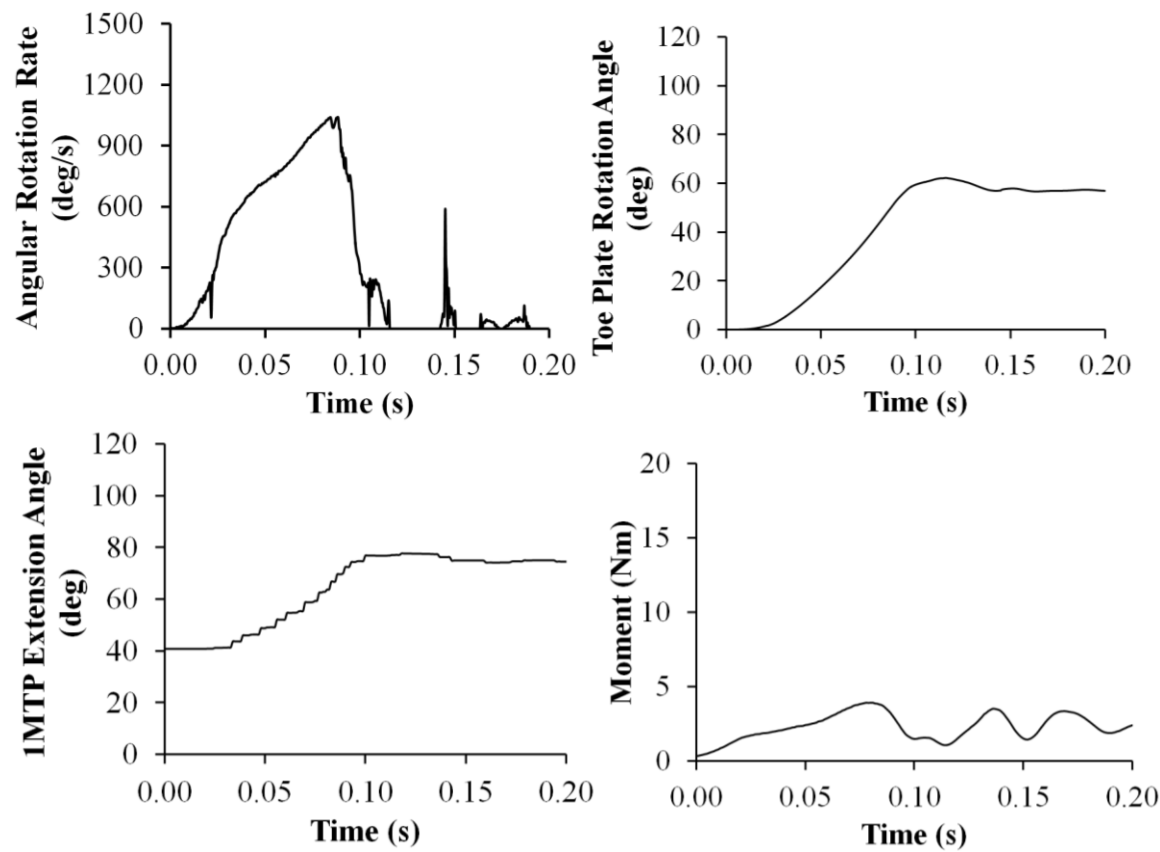 Angular Rotation Rate
(deg/s)
1500
1200
900
600
300
0
0.00 0.05 0.10 0.15 0.20
Time (s)
Toe Plate Rotation Angle
(deg)
120
100
80
60
40
20
0
0.00 0.05 0.10 0.15 0.20
Time (s)
1MTP Extension Angle
(deg)
120
100
80
60
40
20
0
0.00 0.05 0.10 0.15 0.20
Time (s)
Moment (Nm)
20
15
10
5
0
0.00 0.05 0.10 0.15 0.20
Time (s)